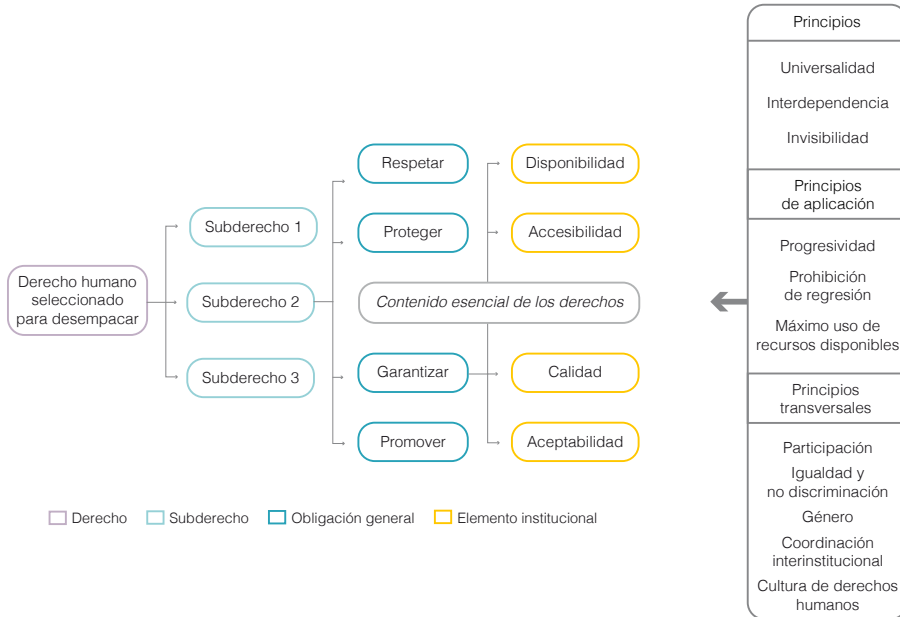 Derecho humano
seleccionado
para desempacar
Subderecho 1
Subderecho 2
Subderecho 3
Respetar
Proteger
Contenido esencial de los derechos
Garantizar
Promover
Disponibilidad
Accesibilidad
Calidad
Aceptabilidad
Derecho
Subderecho
Obligación general
Elemento institucional
Principios
Universalidad
Interdependencia
Invisibilidad
Principios
de aplicación
Progresividad
Prohibición
de regresión
Máximo uso de
recursos disponibles
Principios
transversales
Participación
Igualdad y
no discriminación
Género
Coordinación
interinstitucional
Cultura de derechos
humanos